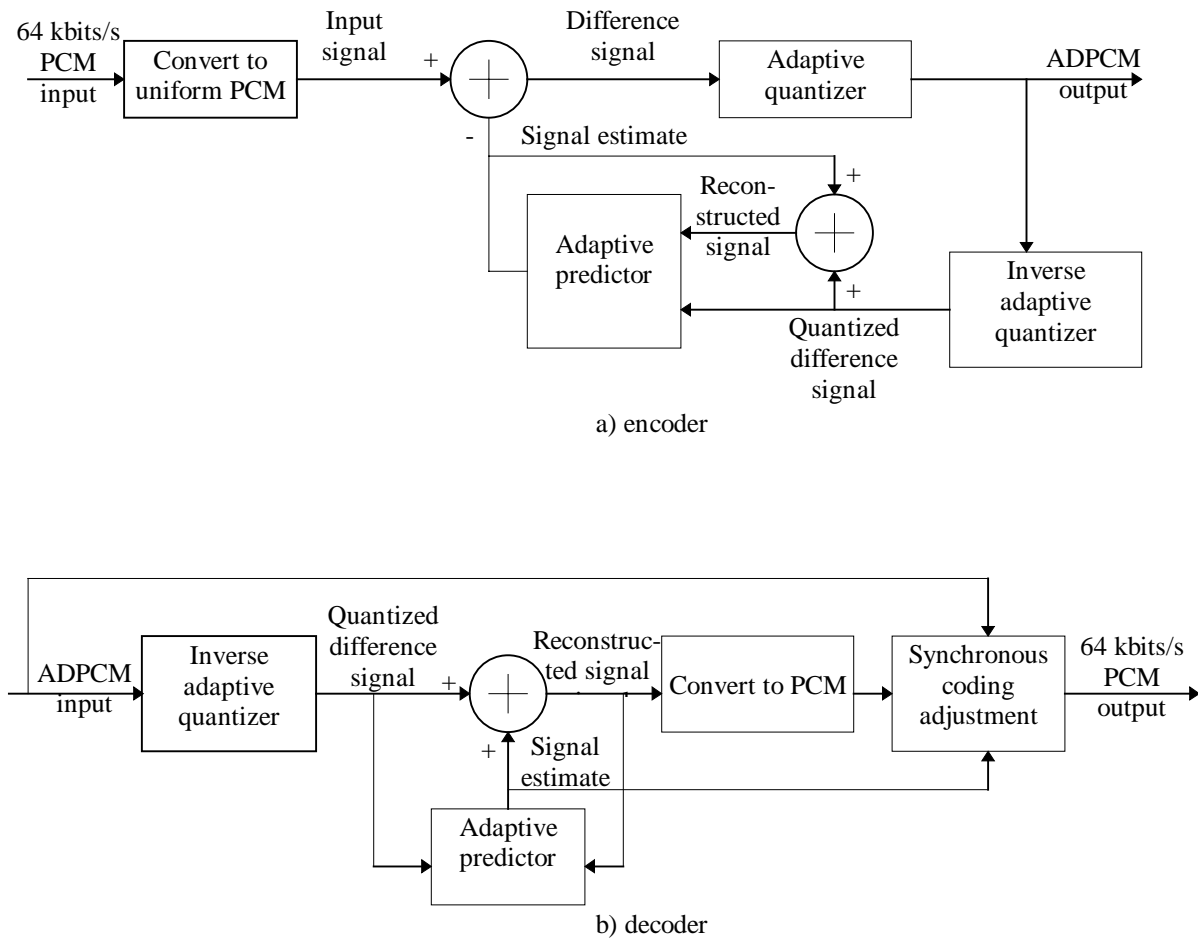 64 kbits/s
PCM
input
Convert to
uniform PCM
Input
signal
+
-
Difference
signal
Adaptive
quantizer
ADPCM
output
Signal estimate
+
Recon-
structed
signal
Adaptive
predictor
+
Quantized
difference
signal
Inverse
adaptive
quantizer
a) encoder
ADPCM
input
Inverse
adaptive
quantizer
Quantized
difference
signal
+
+
Reconstruc-
ted signal
Signal
estimate
Convert to PCM
Synchronous
coding
adjustment
64 kbits/s
PCM
output
Adaptive
predictor
b) decoder